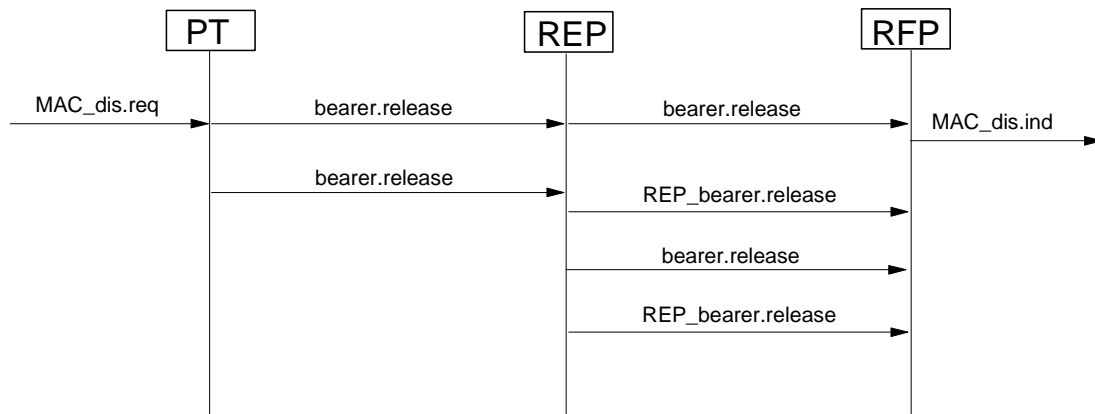 PT
REP
RFP
MAC_dis.req
bearer.release
bearer.release
MAC_dis.ind
bearer.release
REP_bearer.release
bearer.release
REP_bearer.release